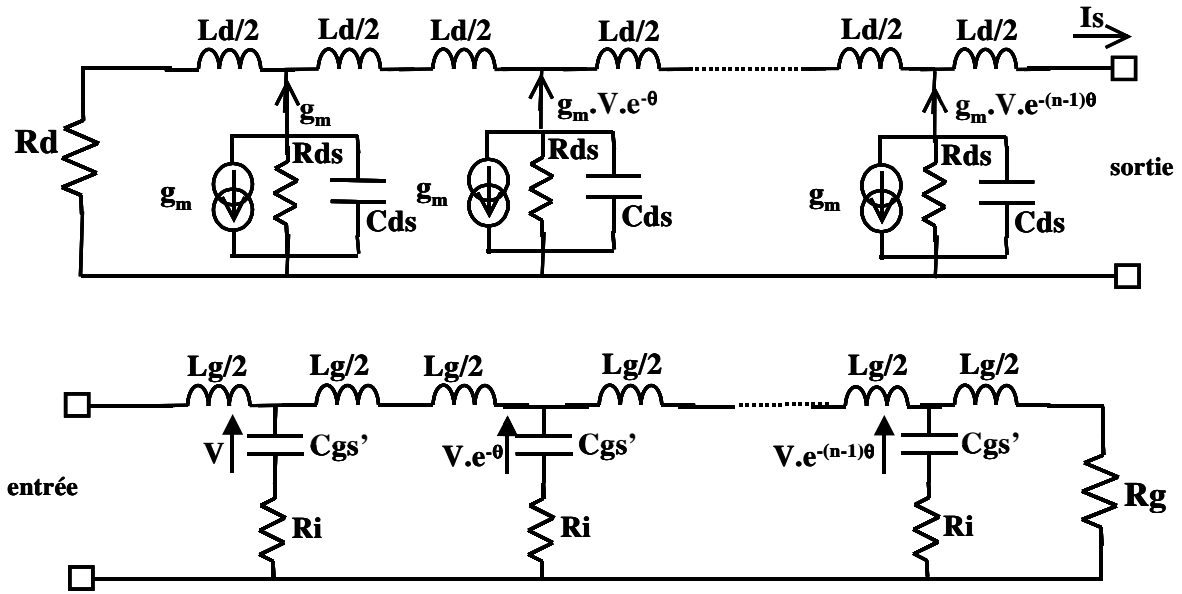 Ld/2 Ld/2 Ld/2 Ld/2 Ld/2 Ld/2 Is
gm gm.V.e-θ gm.V.e-(n-1)θ
Rd Rds Rds Rds sortie
gm gm gm
Cds Cds Cds
Lg/2 Lg/2 Lg/2 Lg/2 Lg/2 Lg/2
V Cgs’ V.e-θ Cgs’ V.e-(n-1)θ Cgs’
entrée Rg
Ri Ri Ri